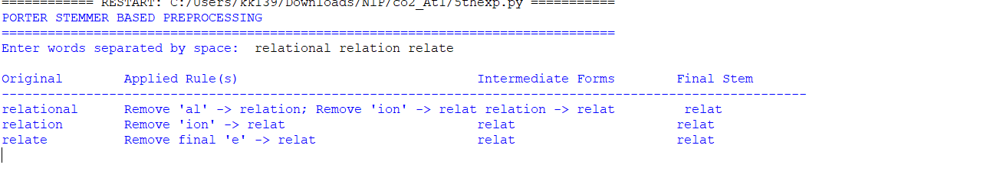 ============ RESTART: C:/Users/kk139/Downloads/NlP/co2_At1/5thexp.py ===========
PORTER STEMMER BASED PREPROCESSING
================================================================================
Enter words separated by space:  relational relation relate
Original        Applied Rule(s)                               Intermediate Forms        Final Stem
---------------------------------------------------------------------------------------------------------
relational      Remove 'al' -> relation; Remove 'ion' -> relat relation -> relat         relat
relation        Remove 'ion' -> relat                         relat                     relat
relate          Remove final 'e' -> relat                     relat                     relat